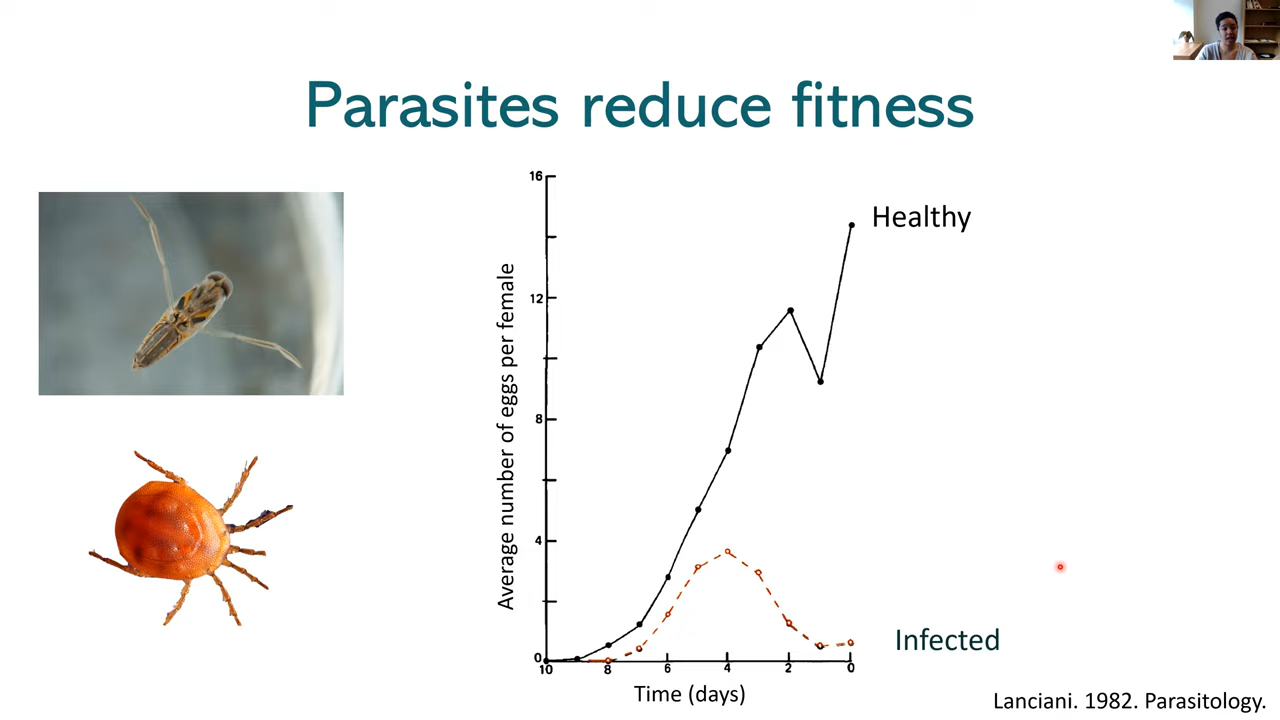 Parasites reduce fitness
16
12
8
4
0
Average number of eggs per female
Healthy
Infected
10
8
6
4
2
0
Time (days)
Lanciani. 1982. Parasitology.